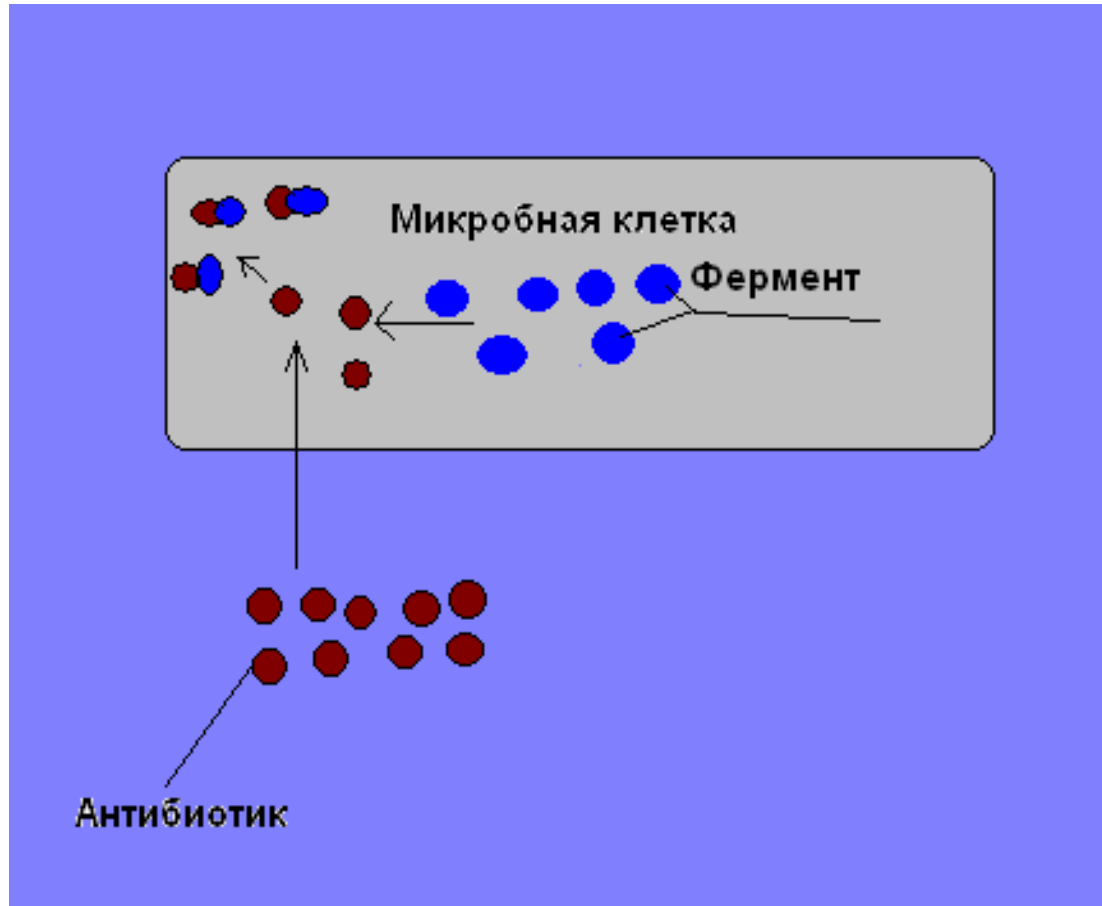 Микробная клетка
Фермент
Антибиотик